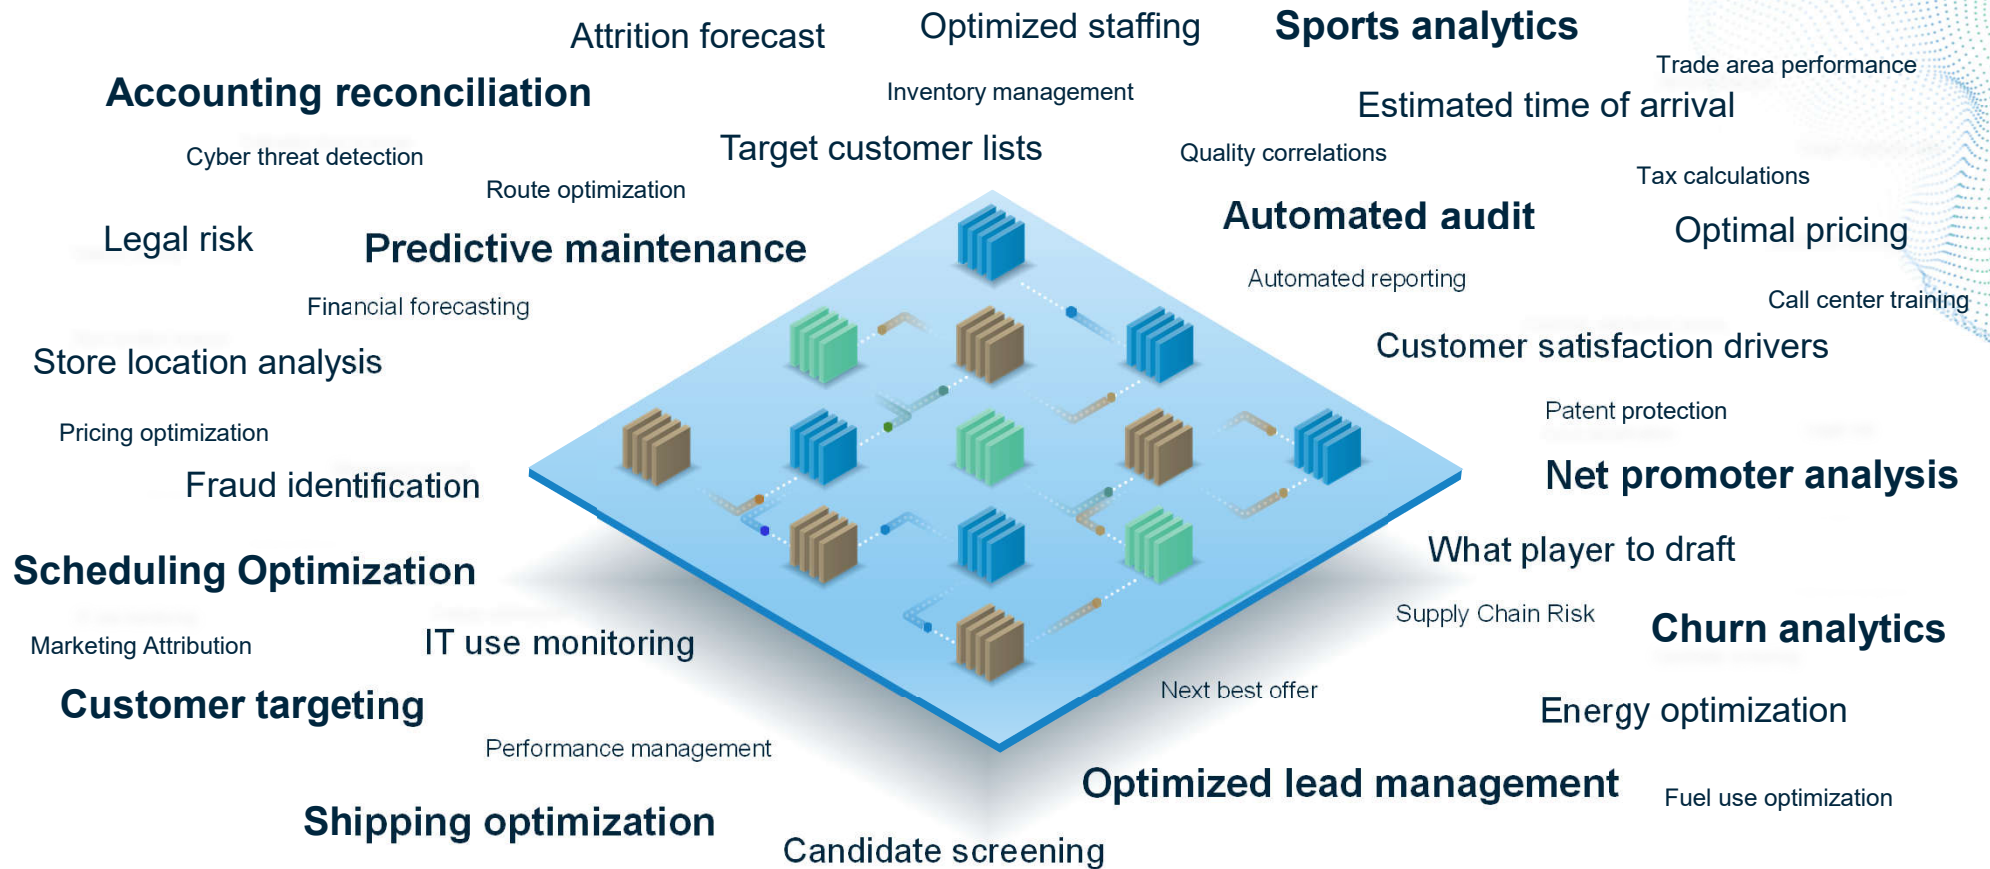 Attrition forecast
Optimized staffing
Sports analytics
Trade area performance
Accounting reconciliation
Inventory management
Estimated time of arrival
Cyber threat detection
Target customer lists
Quality correlations
Route optimization
Tax calculations
Legal risk
Predictive maintenance
Automated audit
Optimal pricing
Automated reporting
Financial forecasting
Call center training
Store location analysis
Customer satisfaction drivers
Patent protection
Pricing optimization
Fraud identification
Net promoter analysis
What player to draft
Scheduling Optimization
Supply Chain Risk
Churn analytics
Marketing Attribution
IT use monitoring
Next best offer
Customer targeting
Energy optimization
Performance management
Optimized lead management
Fuel use optimization
Shipping optimization
Candidate screening